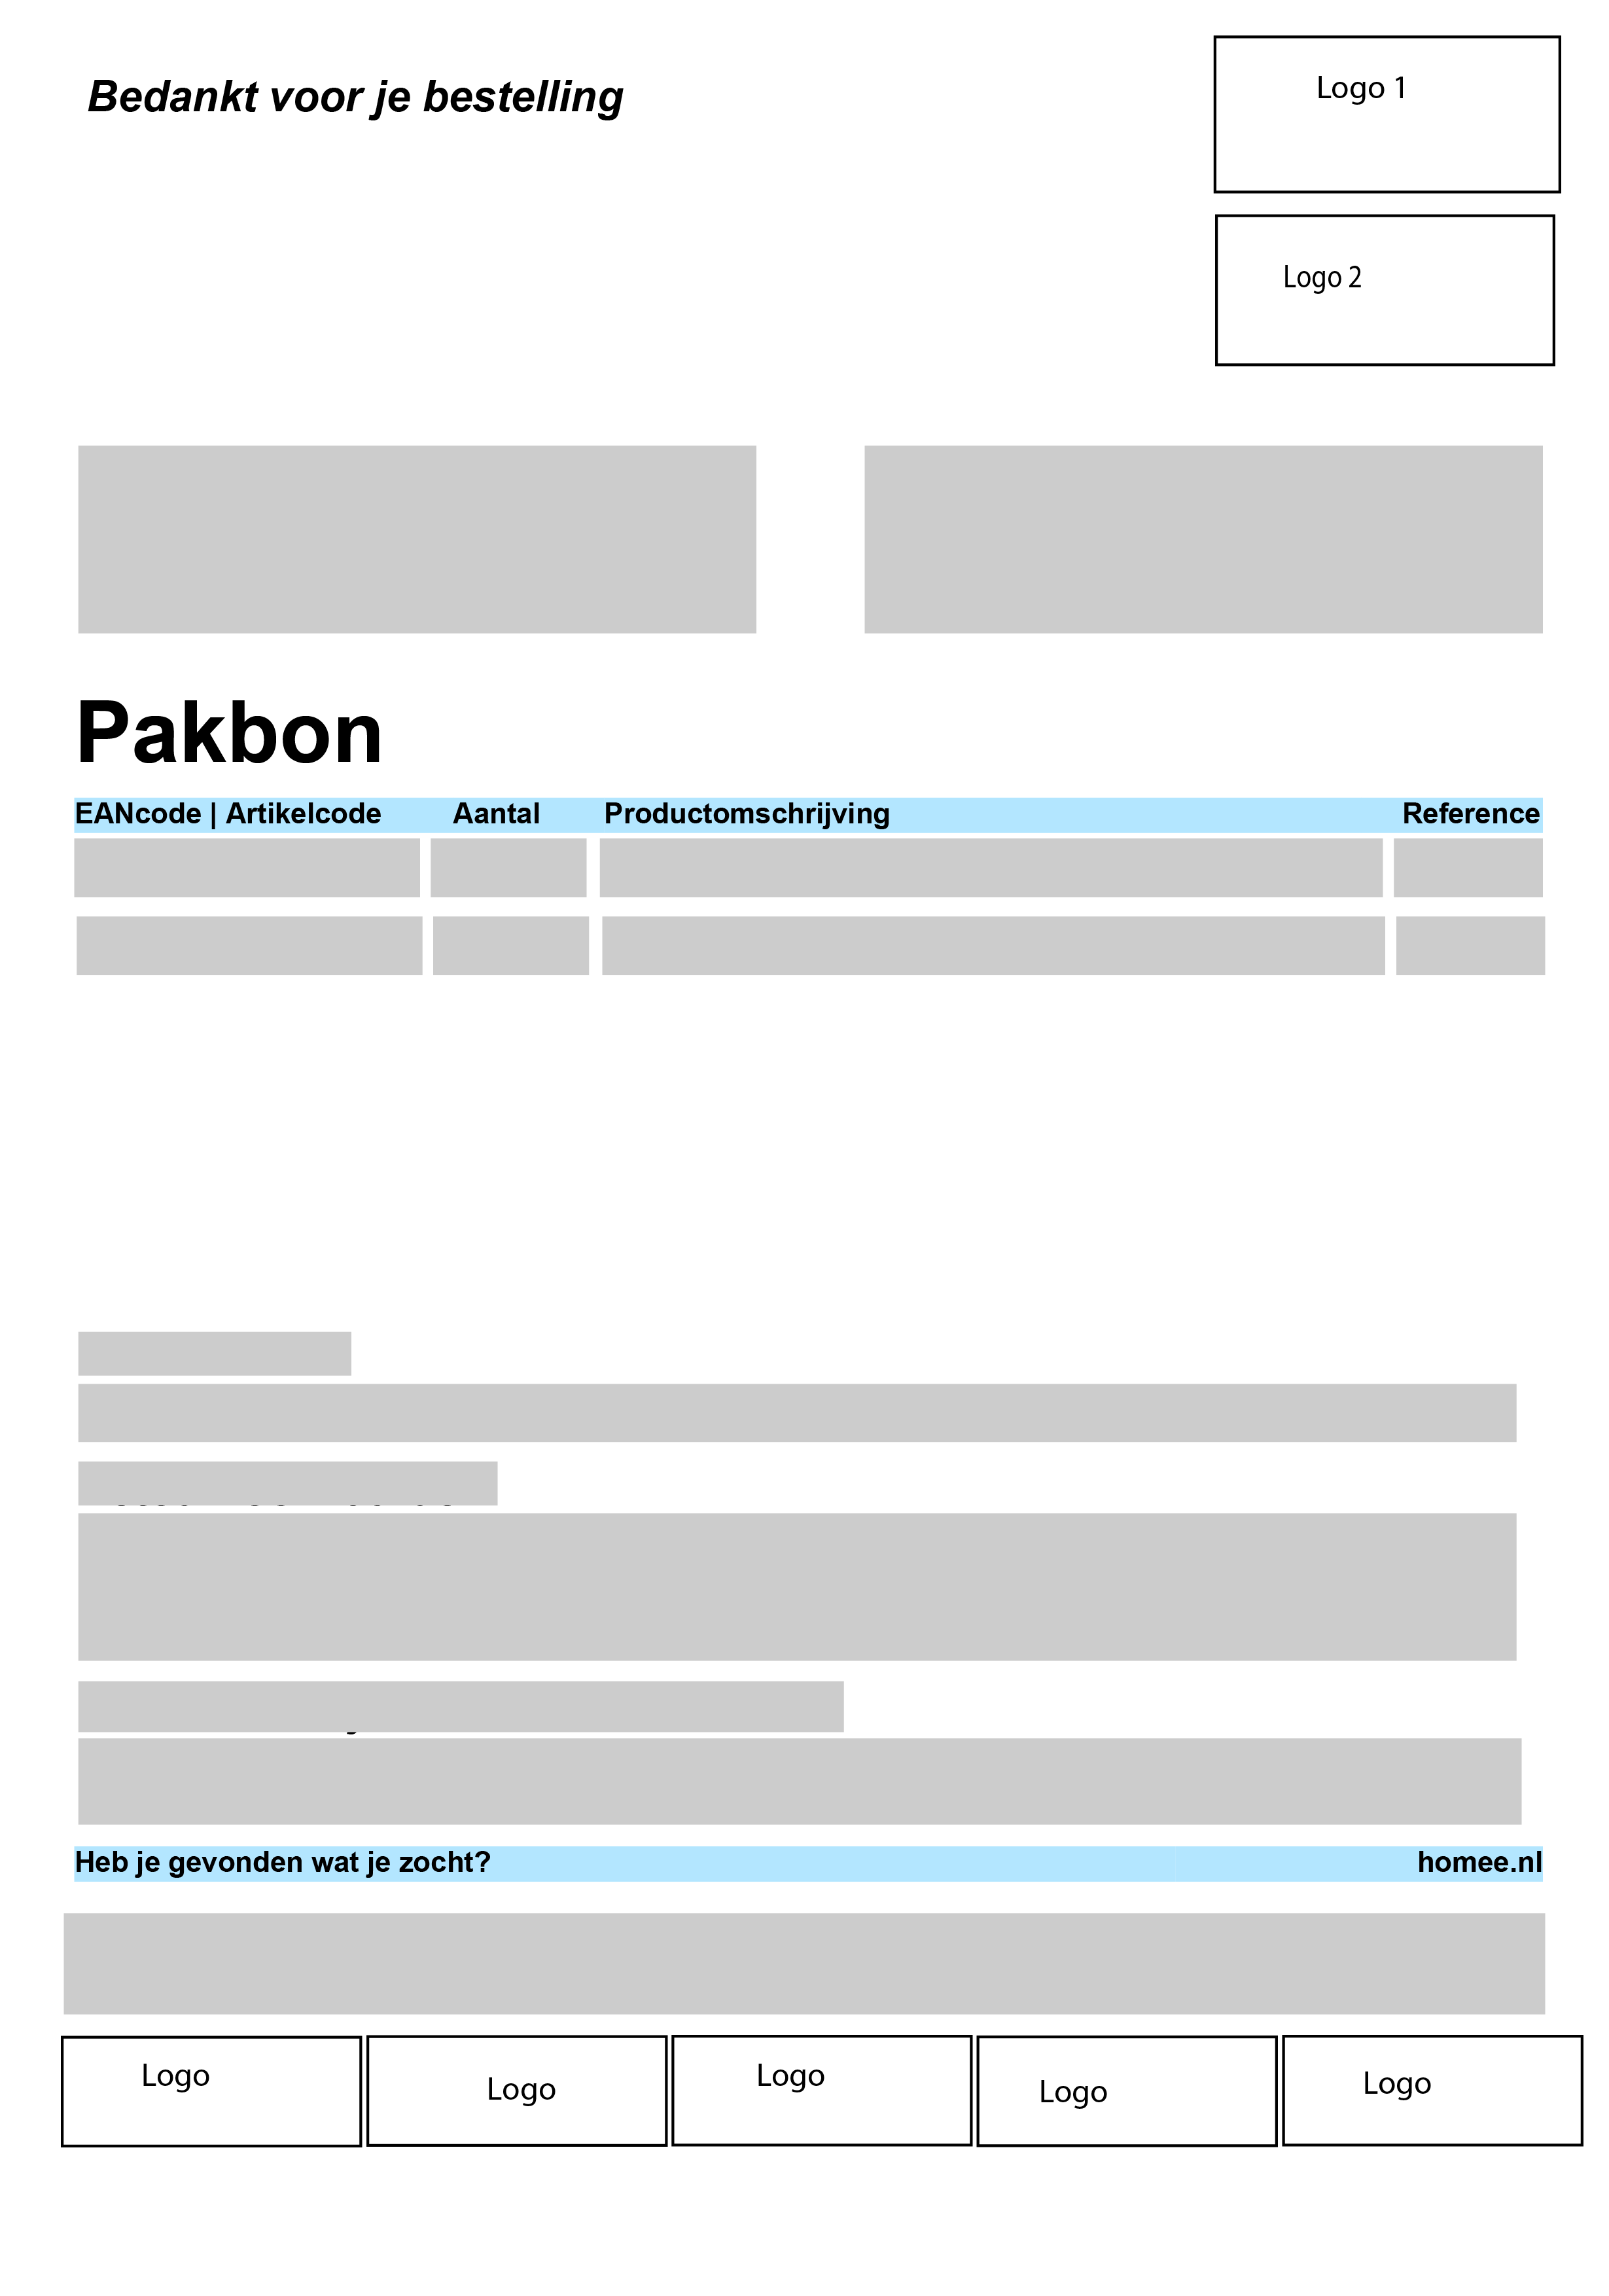 Bedankt voor je bestelling
Logo 1
Logo 2
Pakbon
EANcode | Artikelcode Aantal Productomschrijving Reference
Heb je gevonden wat je zocht? homee.nl
Logo Logo Logo Logo Logo